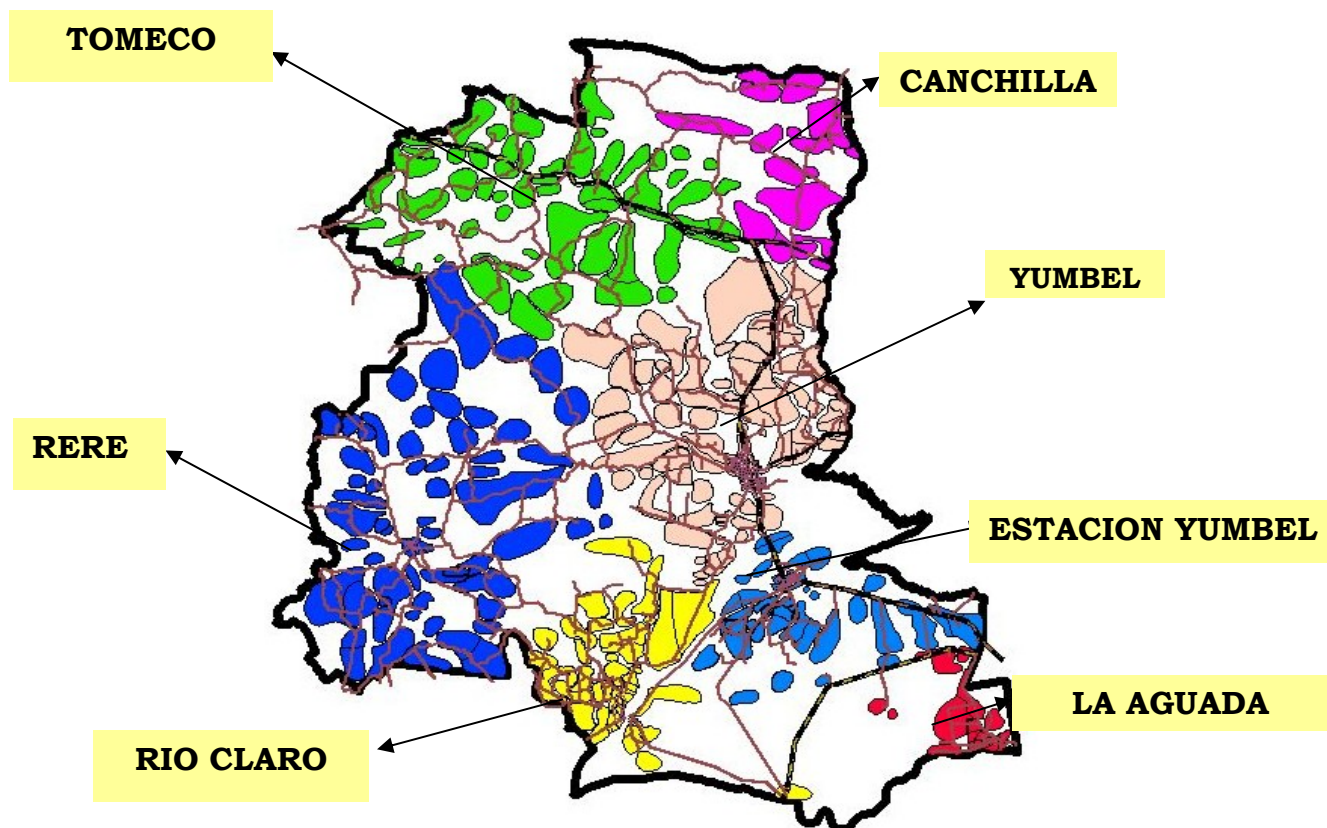 TOMECO
CANCHILLA
YUMBEL
RERE
ESTACION YUMBEL
LA AGUADA
RIO CLARO